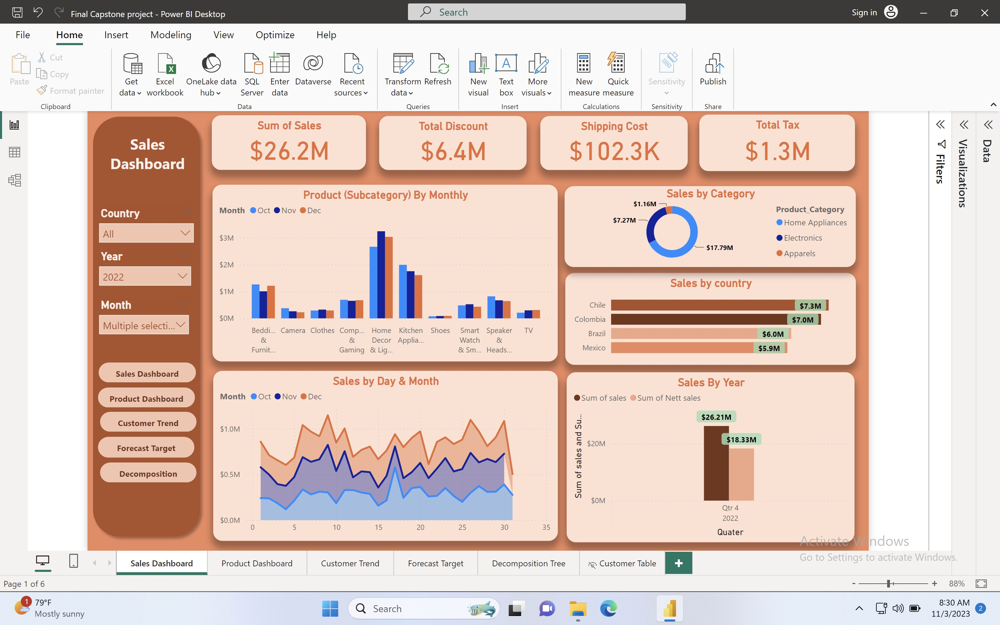 Final Capstone project - Power BI Desktop
Search
Sign in
File
Home
Insert
Modeling
View
Optimize
Help
Paste
Cut
Copy
Format painter
Clipboard
Get
data
Excel
workbook
OneLake data
hub
SQL
Server
Enter
data
Dataverse
Recent
sources
Data
Transform
data
Refresh
Queries
New
visual
Text
box
More
visuals
Insert
New
measure
Quick
measure
Calculations
Sensitivity
Sensitivity
Publish
Share
Sales
Dashboard
Country
All
Year
2022
Month
Multiple selecti...
Sales Dashboard
Product Dashboard
Customer Trend
Forecast Target
Decomposition
Sum of Sales
$26.2M
Total Discount
$6.4M
Shipping Cost
$102.3K
Total Tax
$1.3M
Product (Subcategory) By Monthly
Month Oct Nov Dec
$3M
$2M
$1M
$0M
Beddi...
&
Furnit...
Camera
Clothes
Comp...
&
Gaming
Home
Decor
& Lig...
Kitchen
Applia...
Shoes
Smart
Watch
& Sm...
Speaker
&
Heads...
TV
Sales by Category
$1.16M
$7.27M
$17.79M
Product_Category
Home Appliances
Electronics
Apparels
Sales by country
Chile $7.3M
Colombia $7.0M
Brazil $6.0M
Mexico $5.9M
Sales by Day & Month
Month Oct Nov Dec
$1.0M
$0.5M
$0.0M
0 5 10 15 20 25 30 35
Sales By Year
Sum of sales Sum of Nett sales
Sum of sales and Su...
$26.21M
$18.33M
$20M
$0M
Qtr 4
2022
Quater
Filters
Visualizations
Data
Activate Windows
Go to Settings to activate Windows.
Sales Dashboard
Product Dashboard
Customer Trend
Forecast Target
Decomposition Tree
Customer Table
+
Page 1 of 6
- + 88%
1
79°F
Mostly sunny
Search
8:30 AM
11/3/2023
2